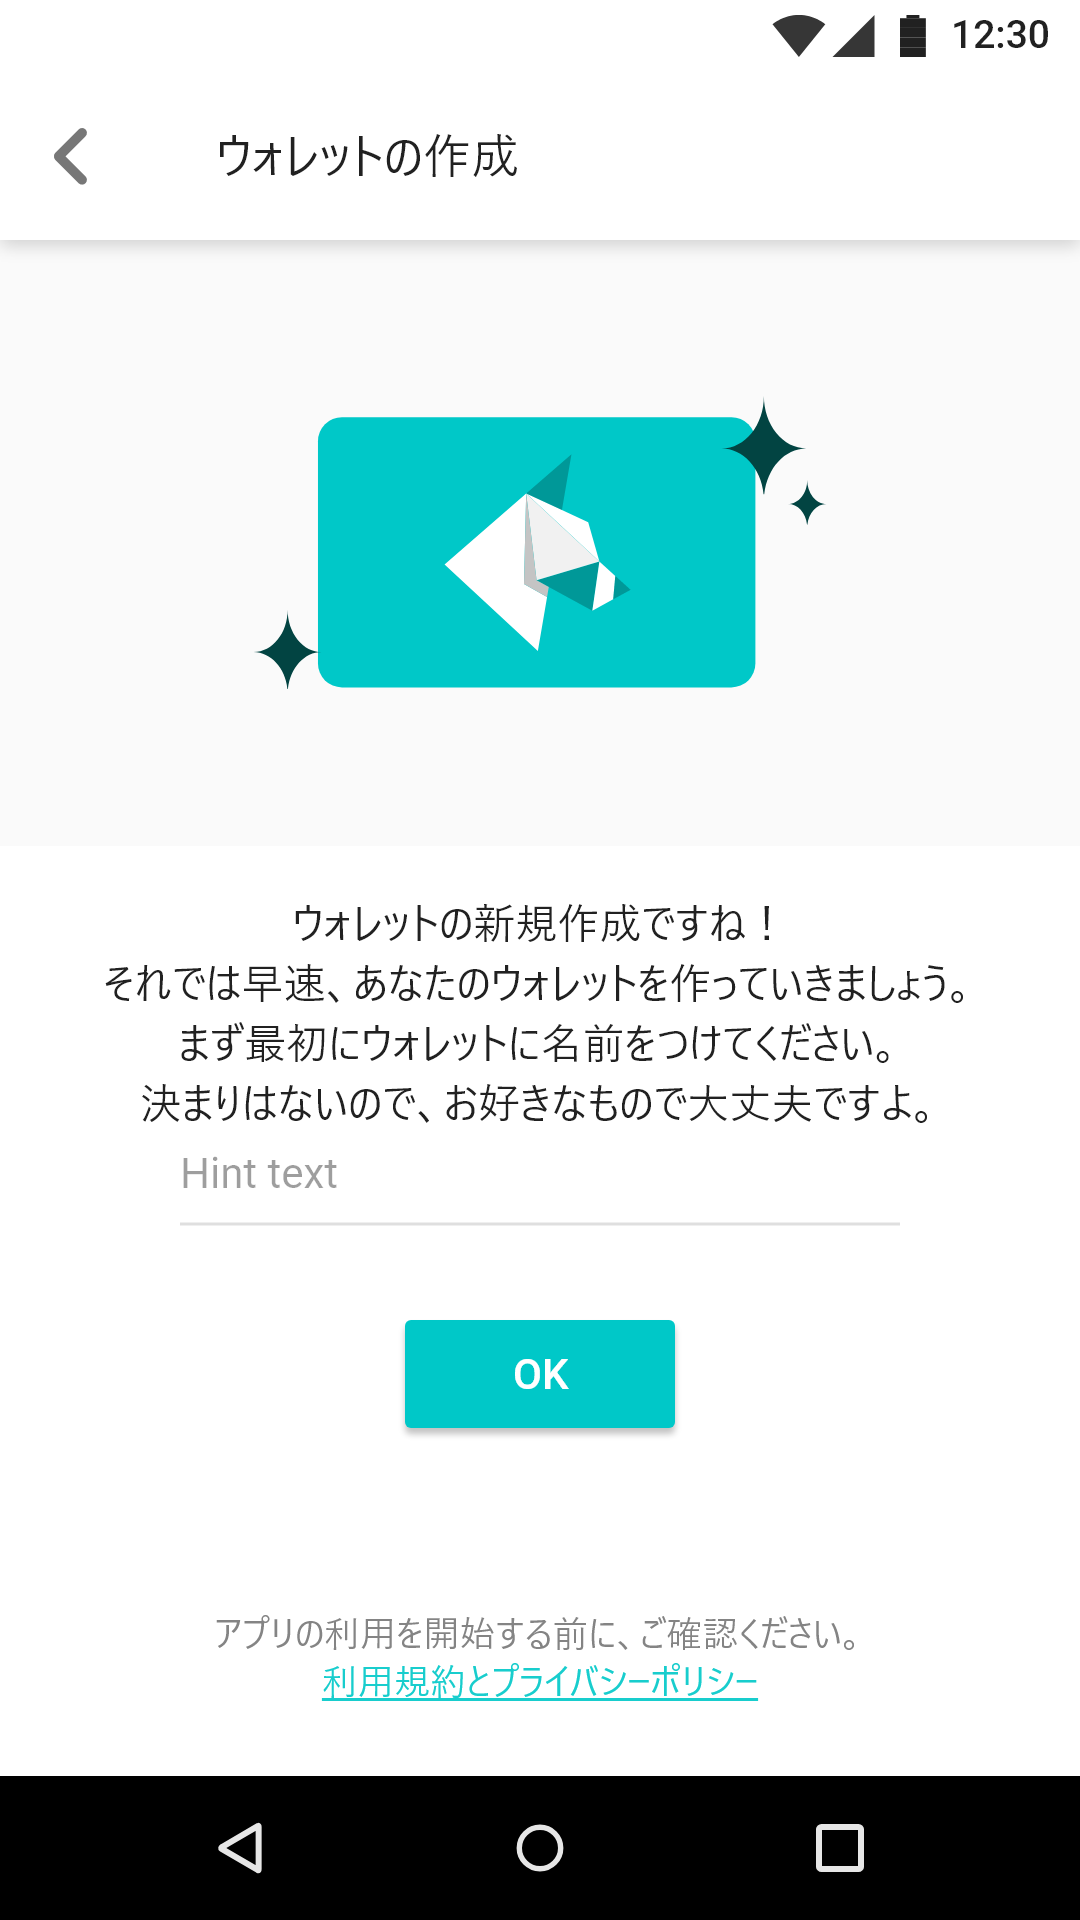 12:30
ウォレットの作成
ウォレットの新規作成ですね！
それでは早速、あなたのウォレットを作っていきましょう。
まず最初にウォレットに名前をつけてください。
決まりはないので、お好きなもので大丈夫ですよ。
Hint text
OK
アプリの利用を開始する前に、ご確認ください。
利用規約とプライバシーポリシー